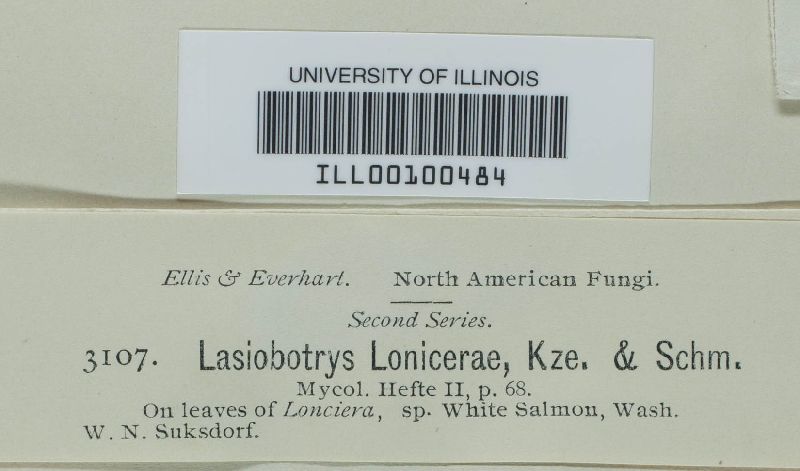 UNIVERSITY OF ILLINOIS
ILL00100484
Ellis & Everhart. North American Fungi.
Second Series.
3107. Lasiobotrys Lonicerae, Kze. & Schm.
Mycol. Hefte II, p. 68.
On leaves of Lonciera, sp. White Salmon, Wash.
W. N. Suksdorf.